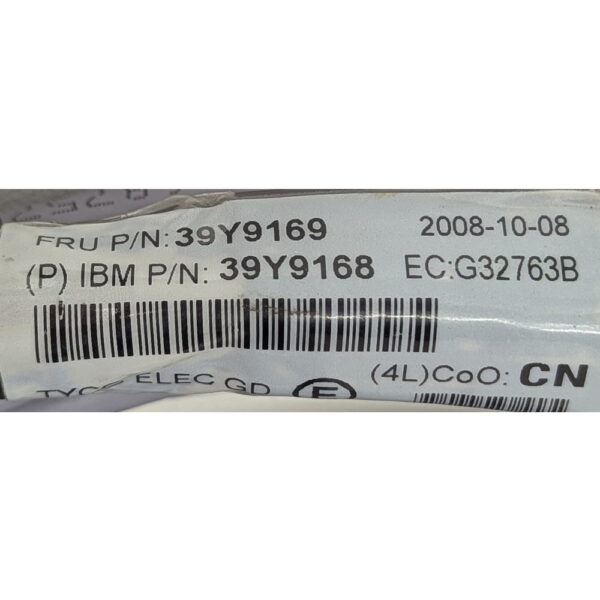 FRU P/N: 39Y9169 2008-10-08
(P) IBM P/N: 39Y9168 EC:G32763B
ELEC GD E (4L)CoO: CN